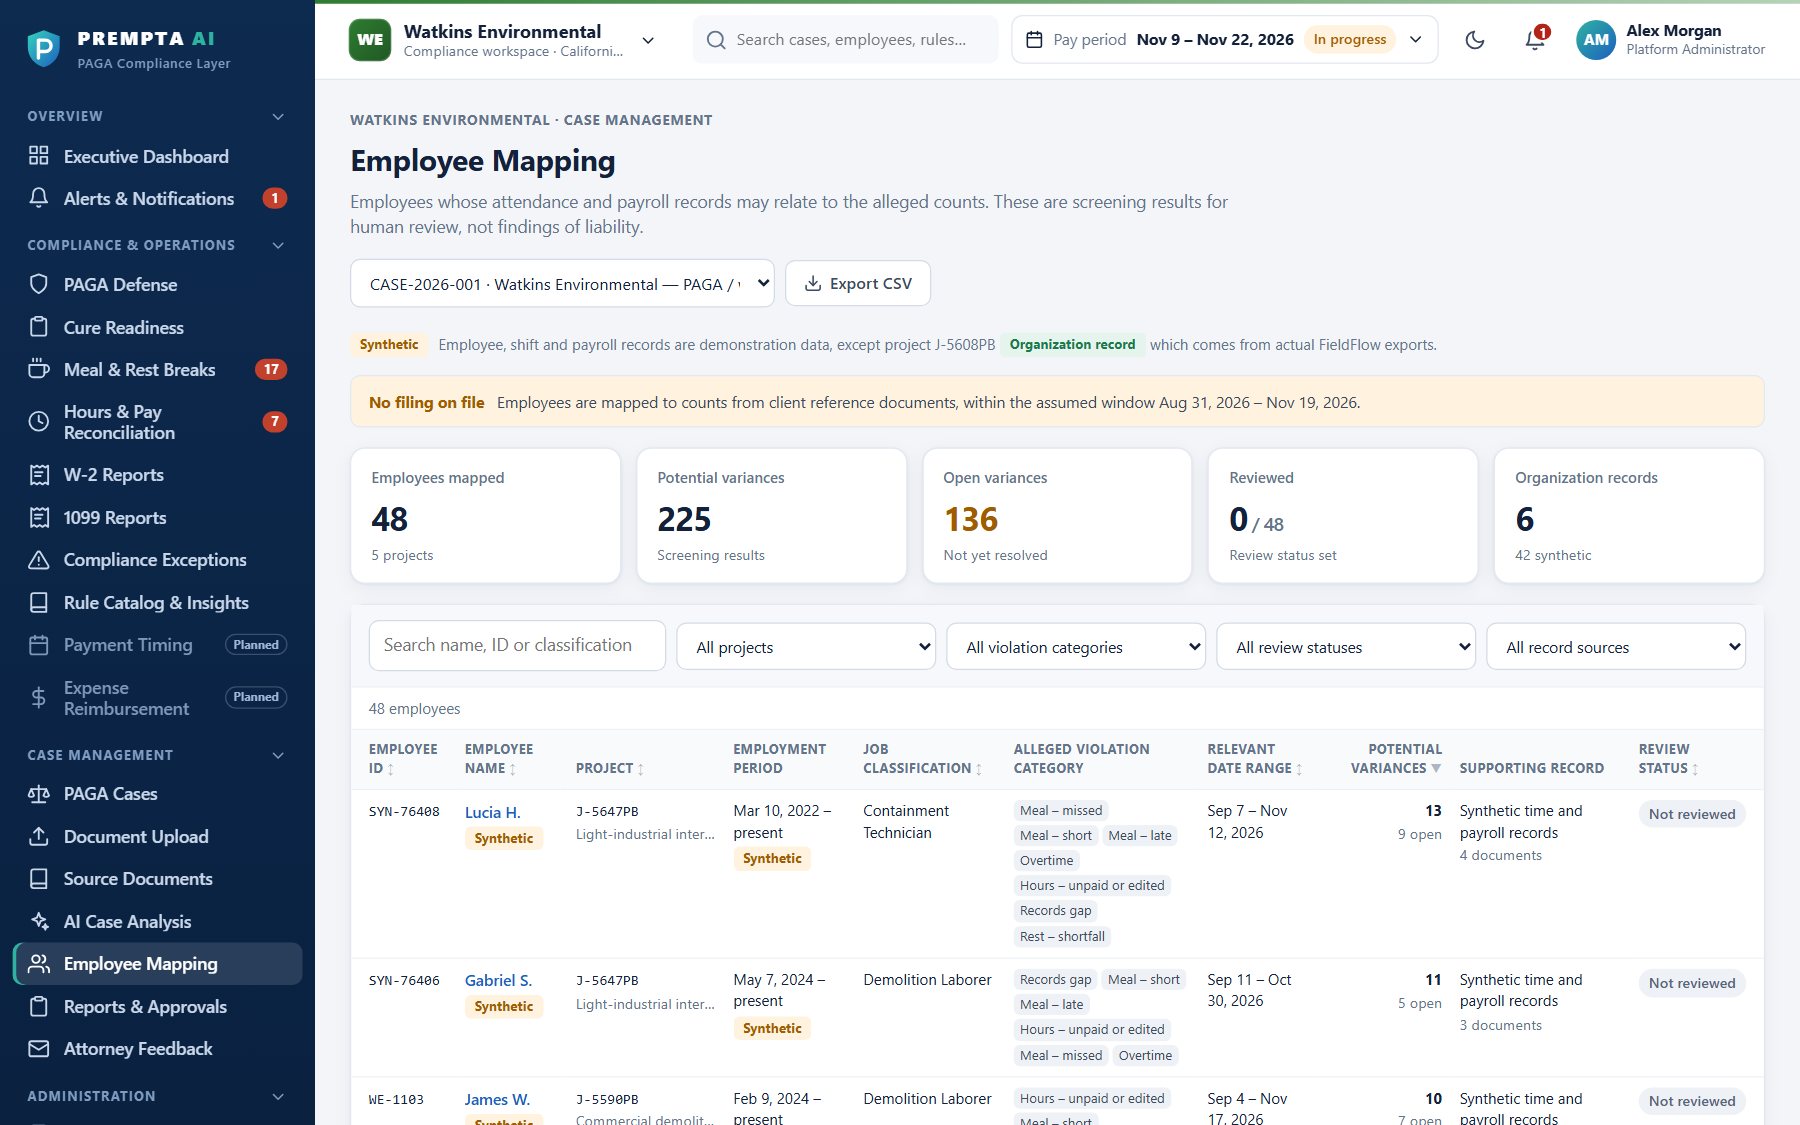 PREMPTA AI
PAGA Compliance Layer
OVERVIEW
Executive Dashboard
Alerts & Notifications 1
COMPLIANCE & OPERATIONS
PAGA Defense
Cure Readiness
Meal & Rest Breaks 17
Hours & Pay
Reconciliation 7
W-2 Reports
1099 Reports
Compliance Exceptions
Rule Catalog & Insights
Payment Timing Planned
Expense
Reimbursement Planned
CASE MANAGEMENT
PAGA Cases
Document Upload
Source Documents
AI Case Analysis
Employee Mapping
Reports & Approvals
Attorney Feedback
ADMINISTRATION
WE
Watkins Environmental
Compliance workspace · Californi...
Search cases, employees, rules...
Pay period Nov 9 – Nov 22, 2026 In progress
1
AM
Alex Morgan
Platform Administrator
WATKINS ENVIRONMENTAL · CASE MANAGEMENT
Employee Mapping
Employees whose attendance and payroll records may relate to the alleged counts. These are screening results for
human review, not findings of liability.
CASE-2026-001 · Watkins Environmental — PAGA /
Export CSV
Synthetic Employee, shift and payroll records are demonstration data, except project J-5608PB Organization record which comes from actual FieldFlow exports.
No filing on file Employees are mapped to counts from client reference documents, within the assumed window Aug 31, 2026 – Nov 19, 2026.
Employees mapped
48
5 projects
Potential variances
225
Screening results
Open variances
136
Not yet resolved
Reviewed
0 / 48
Review status set
Organization records
6
42 synthetic
Search name, ID or classification
All projects
All violation categories
All review statuses
All record sources
48 employees
EMPLOYEE ID ↕
EMPLOYEE NAME ↕
PROJECT ↕
EMPLOYMENT PERIOD
JOB CLASSIFICATION ↕
ALLEGED VIOLATION CATEGORY
RELEVANT DATE RANGE ↕
POTENTIAL VARIANCES ▼
SUPPORTING RECORD
REVIEW STATUS ↕
SYN-76408
Lucia H.
Synthetic
J-5647PB
Light-industrial inter...
Mar 10, 2022 –
present
Synthetic
Containment
Technician
Meal – missed
Meal – short Meal – late
Overtime
Hours – unpaid or edited
Records gap
Rest – shortfall
Sep 7 – Nov
12, 2026
13
9 open
Synthetic time and
payroll records
4 documents
Not reviewed
SYN-76406
Gabriel S.
Synthetic
J-5647PB
Light-industrial inter...
May 7, 2024 –
present
Synthetic
Demolition Laborer
Records gap Meal – short
Meal – late
Hours – unpaid or edited
Meal – missed Overtime
Sep 11 – Oct
30, 2026
11
5 open
Synthetic time and
payroll records
3 documents
Not reviewed
WE-1103
James W.
Synthetic
J-5590PB
Commercial demolit...
Feb 9, 2024 –
present
Demolition Laborer
Hours – unpaid or edited
Meal – short
Sep 4 – Nov
17, 2026
10
7 open
Synthetic time and
payroll records
Not reviewed